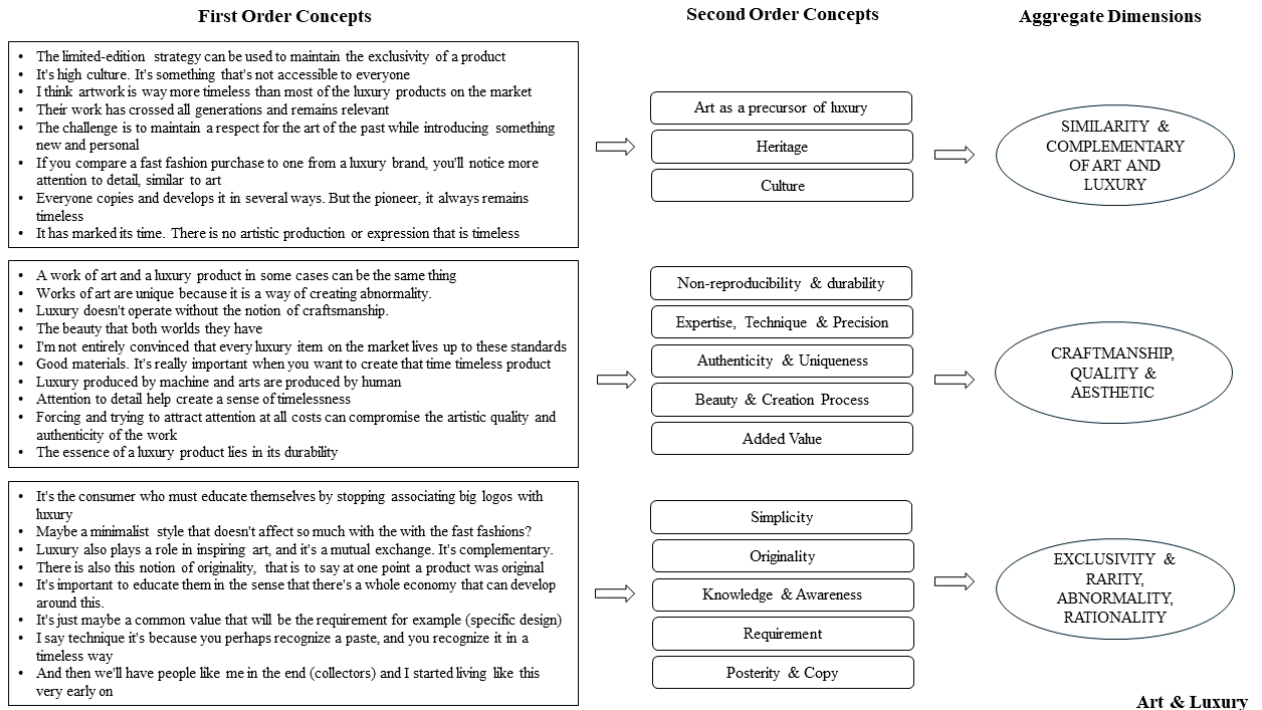 First Order Concepts
Second Order Concepts
Aggregate Dimensions
• The limited-edition strategy can be used to maintain the exclusivity of a product
• It's high culture. It's something that's not accessible to everyone
• I think artwork is way more timeless than most of the luxury products on the market
• Their work has crossed all generations and remains relevant
• The challenge is to maintain a respect for the art of the past while introducing something
new and personal
• If you compare a fast fashion purchase to one from a luxury brand, you'll notice more
attention to detail, similar to art
• Everyone copies and develops it in several ways. But the pioneer, it always remains
timeless
• It has marked its time. There is no artistic production or expression that is timeless
Art as a precursor of luxury
Heritage
Culture
SIMILARITY &
COMPLEMENTARY
OF ART AND
LUXURY
• A work of art and a luxury product in some cases can be the same thing
• Works of art are unique because it is a way of creating abnormality.
• Luxury doesn't operate without the notion of craftsmanship.
• The beauty that both worlds they have
• I'm not entirely convinced that every luxury item on the market lives up to these standards
• Good materials. It's really important when you want to create that time timeless product
• Luxury produced by machine and arts are produced by human
• Attention to detail help create a sense of timelessness
• Forcing and trying to attract attention at all costs can compromise the artistic quality and
authenticity of the work
• The essence of a luxury product lies in its durability
Non-reproducibility & durability
Expertise, Technique & Precision
Authenticity & Uniqueness
Beauty & Creation Process
Added Value
CRAFTMANSHIP,
QUALITY &
AESTHETIC
• It's the consumer who must educate themselves by stopping associating big logos with
luxury
• Maybe a minimalist style that doesn't affect so much with the with the fast fashions?
• Luxury also plays a role in inspiring art, and it's a mutual exchange. It's complementary.
• There is also this notion of originality, that is to say at one point a product was original
• It's important to educate them in the sense that there's a whole economy that can develop
around this.
• It's just maybe a common value that will be the requirement for example (specific design)
• I say technique it's because you perhaps recognize a paste, and you recognize it in a
timeless way
• And then we'll have people like me in the end (collectors) and I started living like this
very early on
Simplicity
Originality
Knowledge & Awareness
Requirement
Posterity & Copy
EXCLUSIVITY &
RARITY,
ABNORMALITY,
RATIONALITY
Art & Luxury